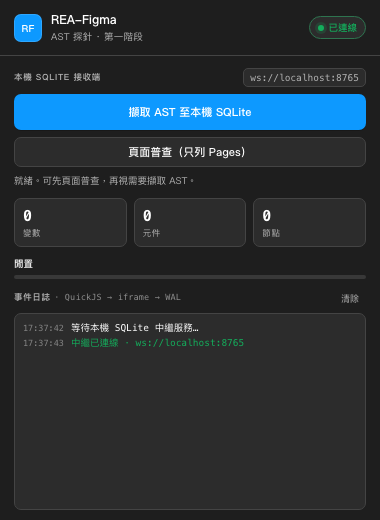 RF
REA-Figma
AST 探針 · 第一階段
已連線
本機 SQLITE 接收端
ws://localhost:8765
擷取 AST 至本機 SQLite
頁面普查（只列 Pages）
就緒。可先頁面普查，再視需要擷取 AST。
0
變數
0
元件
0
節點
閒置
事件日誌 · QuickJS → iframe → WAL
清除
17:37:42 等待本機 SQLite 中繼服務…
17:37:43 中繼已連線 · ws://localhost:8765